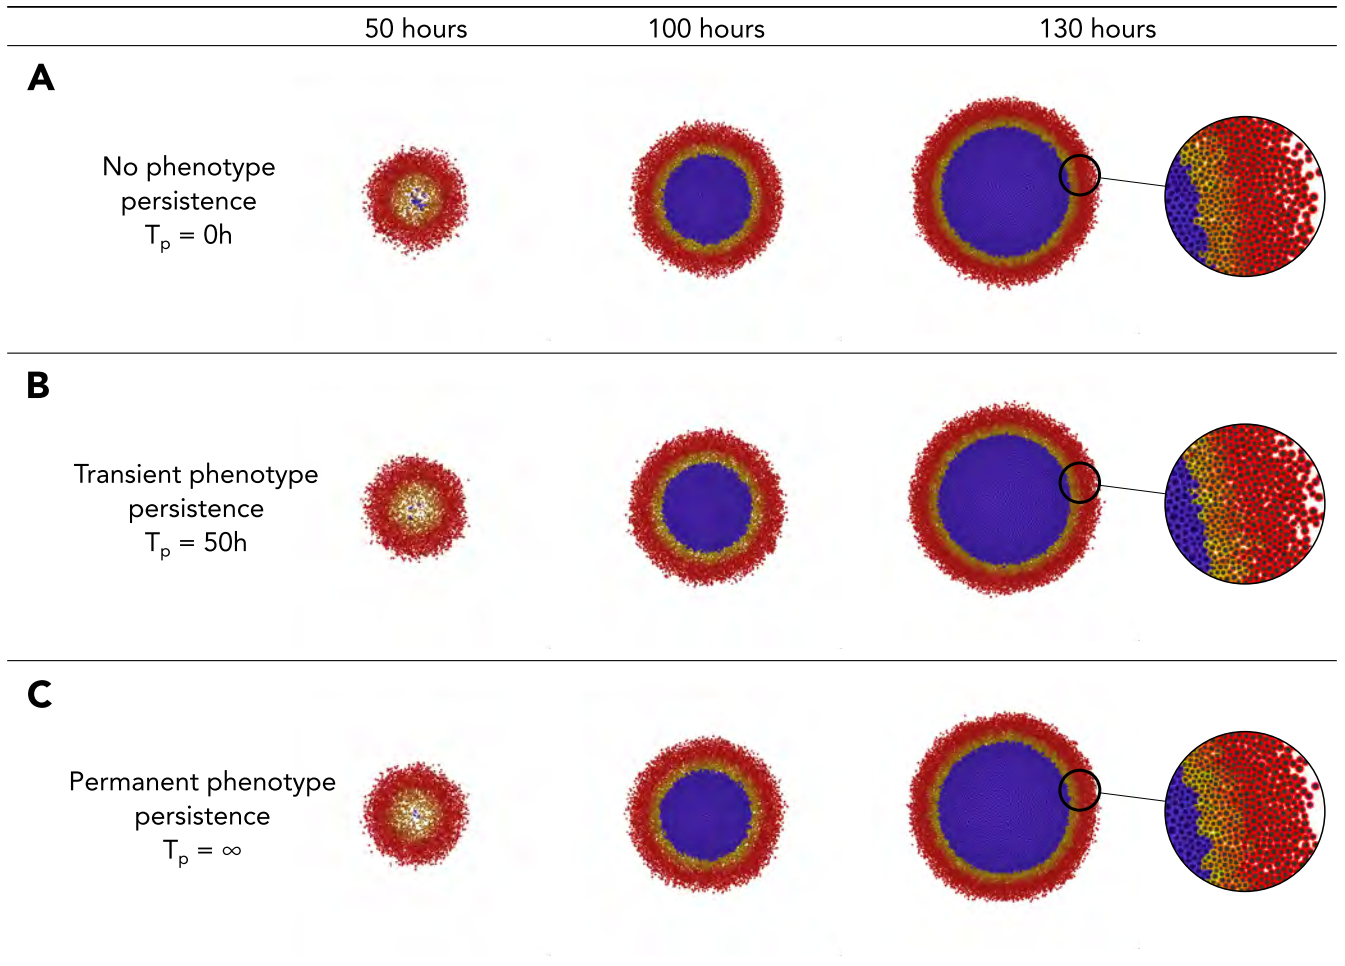 50 hours 100 hours 130 hours
A
No phenotype
persistence
Tp = 0h
B
Transient phenotype
persistence
Tp = 50h
C
Permanent phenotype
persistence
Tp = ∞